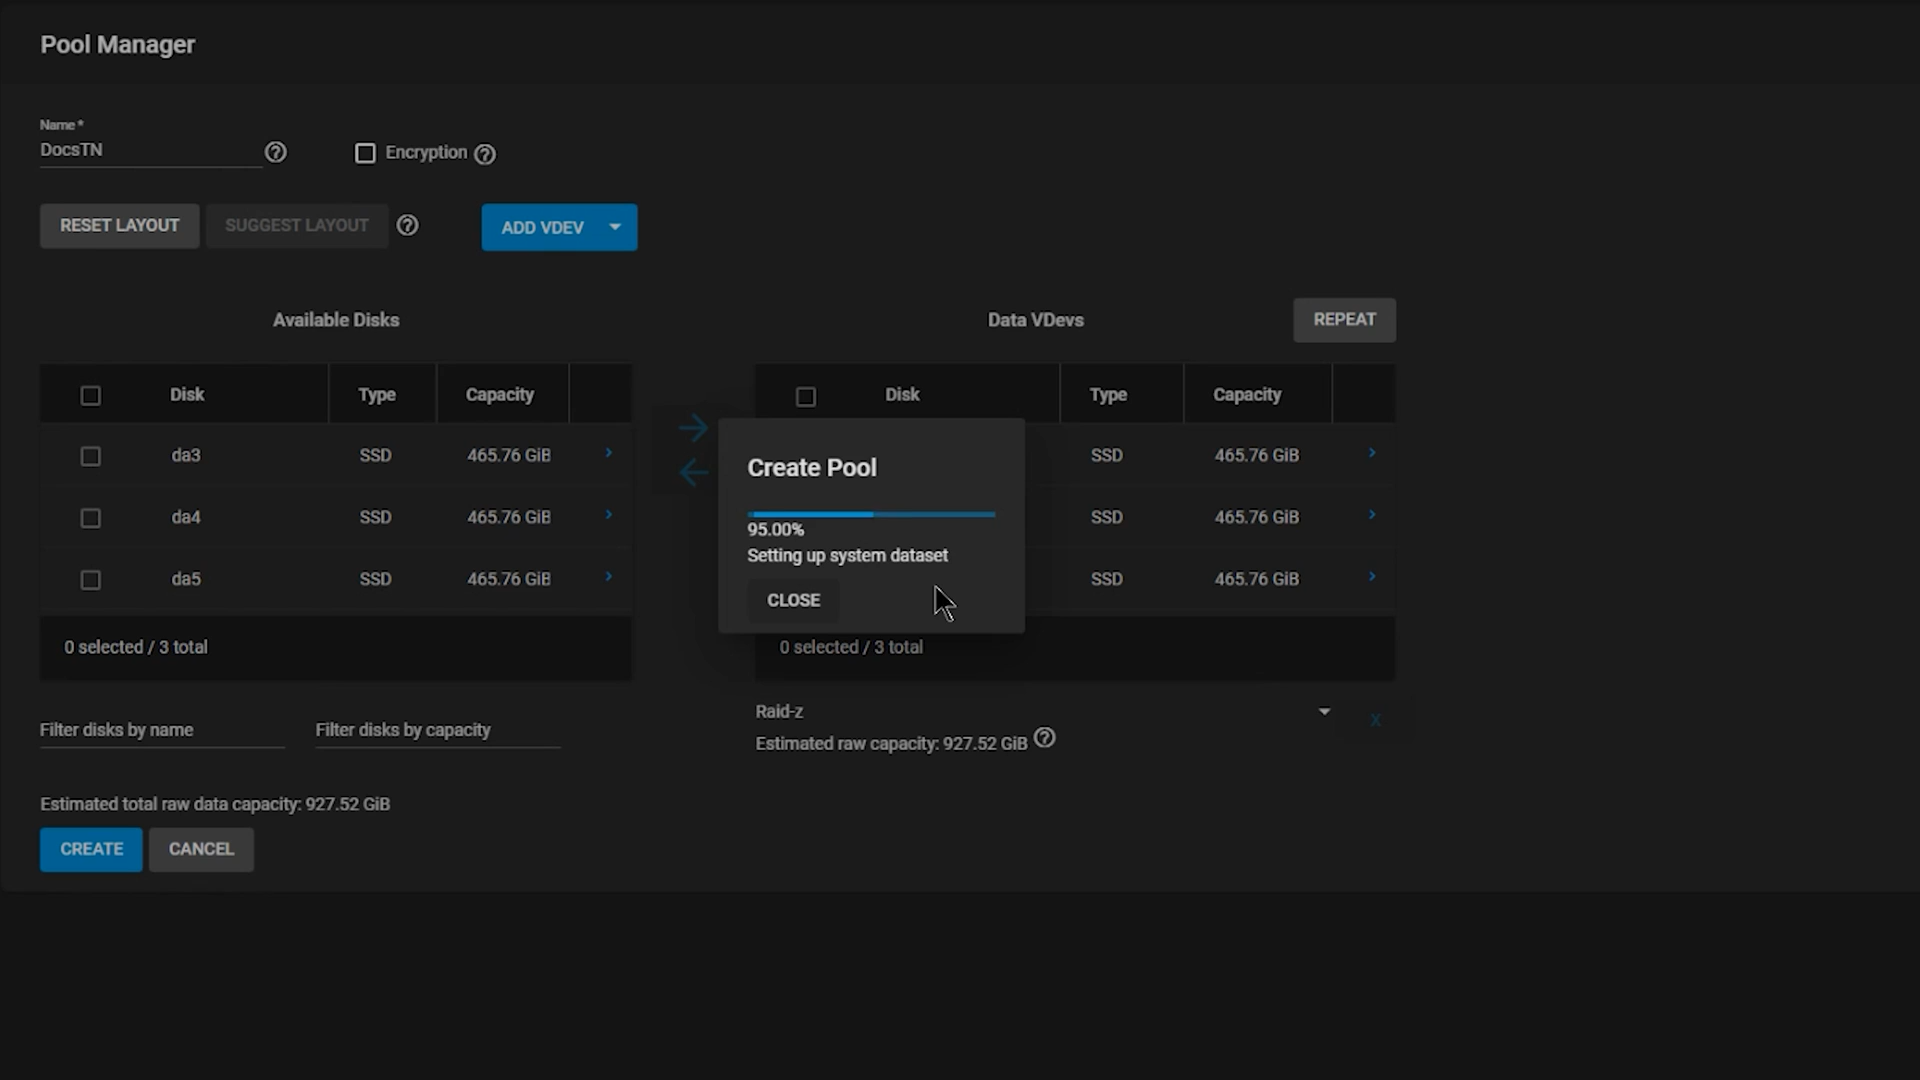 Pool Manager
Name *
DocsTN
Encryption
RESET LAYOUT
SUGGEST LAYOUT
ADD VDEV
Available Disks
Data VDevs
REPEAT
Disk Type Capacity
da3 SSD 465.76 GiB
da4 SSD 465.76 GiB
da5 SSD 465.76 GiB
0 selected / 3 total
Disk Type Capacity
SSD 465.76 GiB
SSD 465.76 GiB
SSD 465.76 GiB
0 selected / 3 total
Create Pool
95.00%
Setting up system dataset
CLOSE
Filter disks by name
Filter disks by capacity
Raid-z
X
Estimated raw capacity: 927.52 GiB
Estimated total raw data capacity: 927.52 GiB
CREATE
CANCEL